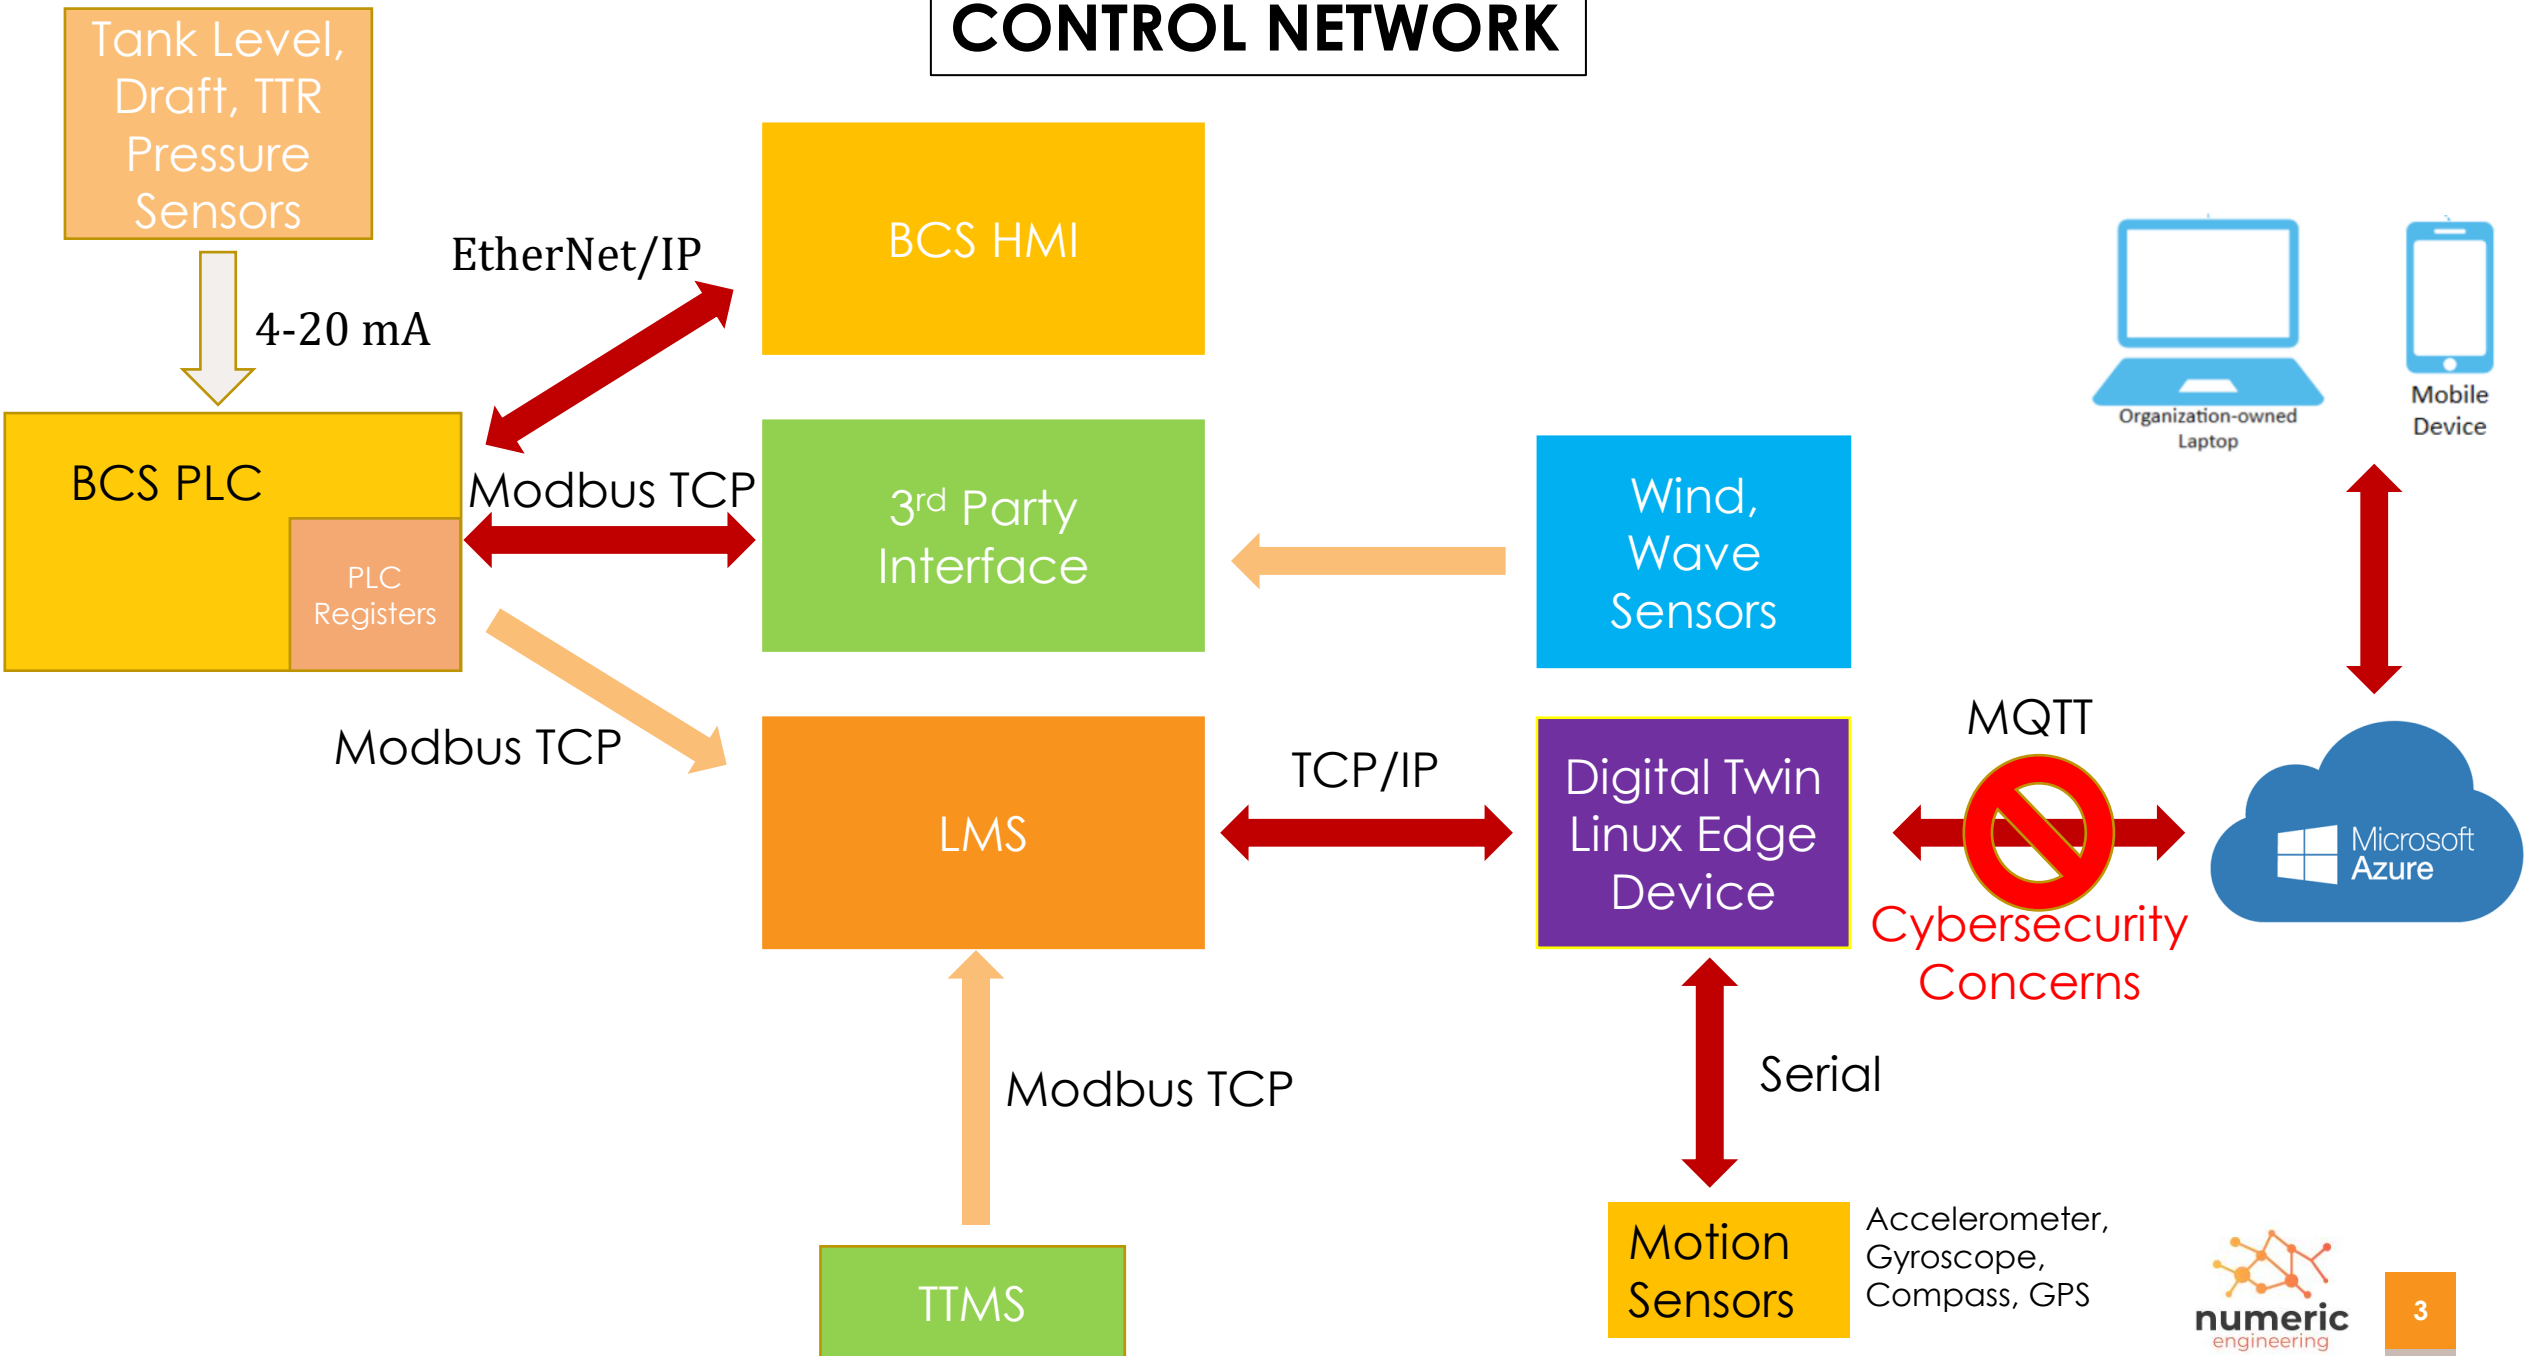 CONTROL NETWORK
Tank Level,
Draft, TTR
Pressure
Sensors
4-20 mA
EtherNet/IP
BCS HMI
BCS PLC
PLC
Registers
Modbus TCP
3rd Party
Interface
Wind,
Wave
Sensors
Organization-owned
Laptop
Mobile
Device
Modbus TCP
LMS
TCP/IP
Digital Twin
Linux Edge
Device
MQTT
Cybersecurity
Concerns
Microsoft
Azure
Modbus TCP
Serial
TTMS
Motion
Sensors
Accelerometer,
Gyroscope,
Compass, GPS
numeric
engineering
3